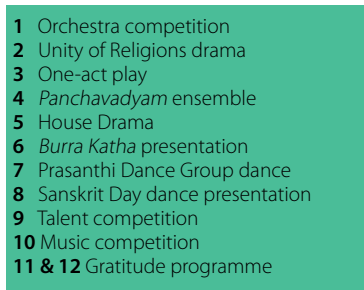 1 Orchestra competition
2 Unity of Religions drama
3 One-act play
4 Panchavadyam ensemble
5 House Drama
6 Burra Katha presentation
7 Prasanthi Dance Group dance
8 Sanskrit Day dance presentation
9 Talent competition
10 Music competition
11 & 12 Gratitude programme